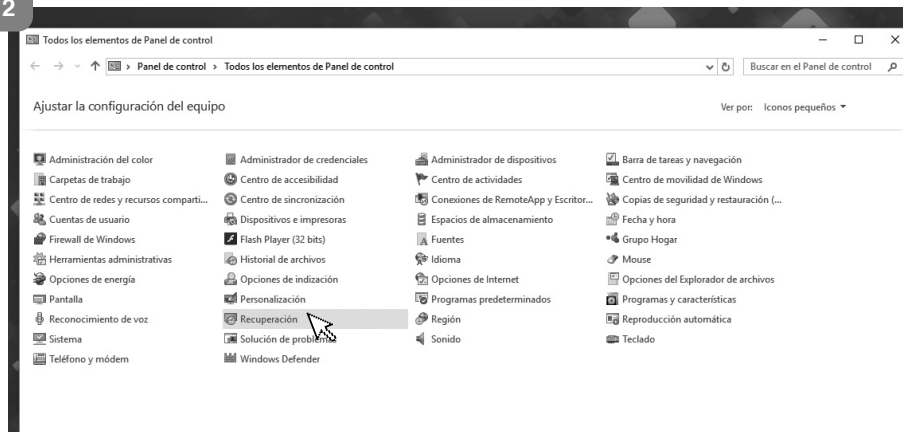 2
Todos los elementos de Panel de control
Panel de control > Todos los elementos de Panel de control
Buscar en el Panel de control
Ajustar la configuración del equipo
Ver por: Iconos pequeños
Administración del color Administrador de credenciales Administrador de dispositivos Barra de tareas y navegación
Carpetas de trabajo Centro de accesibilidad Centro de actividades Centro de movilidad de Windows
Centro de redes y recursos comparti... Centro de sincronización Conexiones de RemoteApp y Escritor... Copias de seguridad y restauración (...
Cuentas de usuario Dispositivos e impresoras Espacios de almacenamiento Fecha y hora
Firewall de Windows Flash Player (32 bits) Fuentes Grupo Hogar
Herramientas administrativas Historial de archivos Idioma Mouse
Opciones de energía Opciones de indización Opciones de Internet Opciones del Explorador de archivos
Pantalla Personalización Programas predeterminados Programas y características
Reconocimiento de voz Recuperación Región Reproducción automática
Sistema Solución de problemas Sonido Teclado
Teléfono y módem Windows Defender